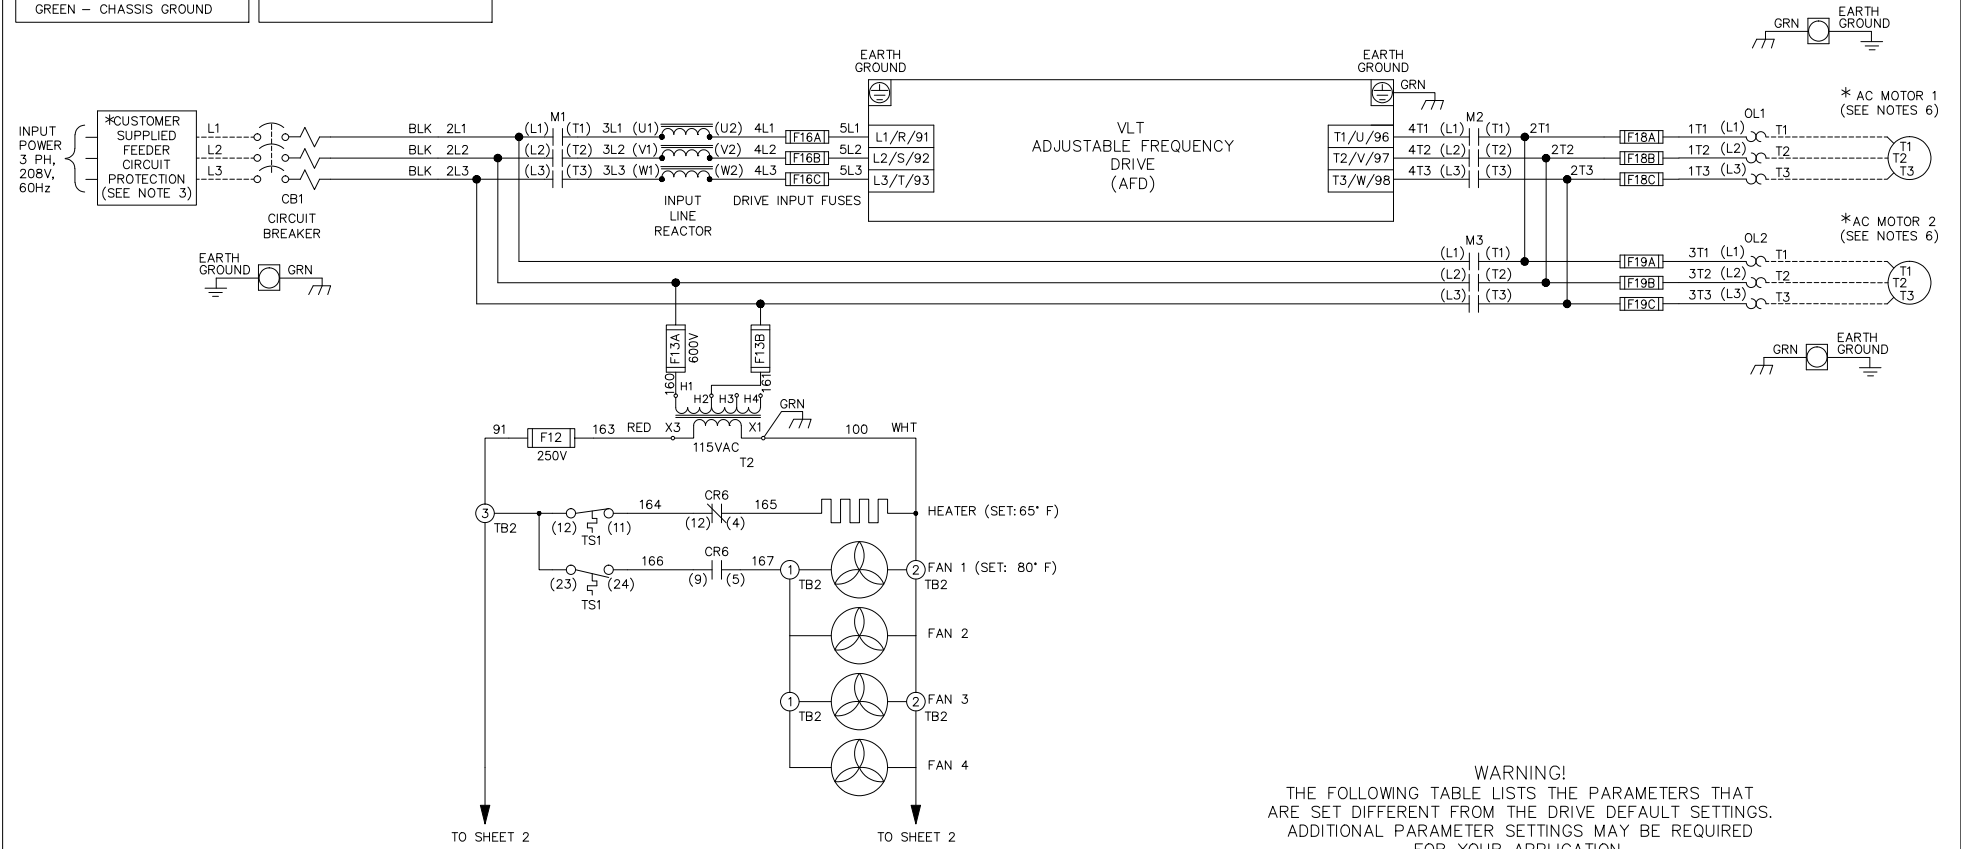 GREEN – CHASSIS GROUND
EARTH
GROUND
GRN
INPUT
POWER
3 PH,
208V,
60Hz
*CUSTOMER
SUPPLIED
FEEDER
CIRCUIT
PROTECTION
(SEE NOTE 3)
L1
L2
L3
CB1
CIRCUIT
BREAKER
EARTH
GROUND
GRN
BLK 2L1
BLK 2L2
BLK 2L3
M1
(L1) (T1) 3L1 (U1) (U2) 4L1 F16A 5L1
(L2) (T2) 3L2 (V1) (V2) 4L2 F16B 5L2
(L3) (T3) 3L3 (W1) (W2) 4L3 F16C 5L3
INPUT
LINE
REACTOR
DRIVE INPUT FUSES
EARTH
GROUND
L1/R/91
L2/S/92
L3/T/93
VLT
ADJUSTABLE FREQUENCY
DRIVE
(AFD)
EARTH
GROUND
GRN
T1/U/96
T2/V/97
T3/W/98
M2
4T1 (L1) (T1) 2T1 F18A 1T1 (L1) T1
4T2 (L2) (T2) 2T2 F18B 1T2 (L2) T2
4T3 (L3) (T3) 2T3 F18C 1T3 (L3) T3
OL1
* AC MOTOR 1
(SEE NOTES 6)
T1
T2
T3
M3
(L1) (T1) F19A 3T1 (L1) T1
(L2) (T2) F19B 3T2 (L2) T2
(L3) (T3) F19C 3T3 (L3) T3
OL2
*AC MOTOR 2
(SEE NOTES 6)
T1
T2
T3
GRN
EARTH
GROUND
F13A
600V
F13B
160
161
H1
H2 H3 H4
GRN
91 F12 163 RED X3 X1 100 WHT
250V
115VAC
T2
3
TB2
164 CR6 165
(12) (11) (12) (4)
TS1
HEATER (SET:65° F)
166 CR6 167
(23) (24) (9) (5)
TS1
1
TB2
2
TB2
FAN 1 (SET: 80° F)
FAN 2
1
TB2
2
TB2
FAN 3
FAN 4
TO SHEET 2
TO SHEET 2
WARNING!
THE FOLLOWING TABLE LISTS THE PARAMETERS THAT
ARE SET DIFFERENT FROM THE DRIVE DEFAULT SETTINGS.
ADDITIONAL PARAMETER SETTINGS MAY BE REQUIRED
FOR YOUR APPLICATION